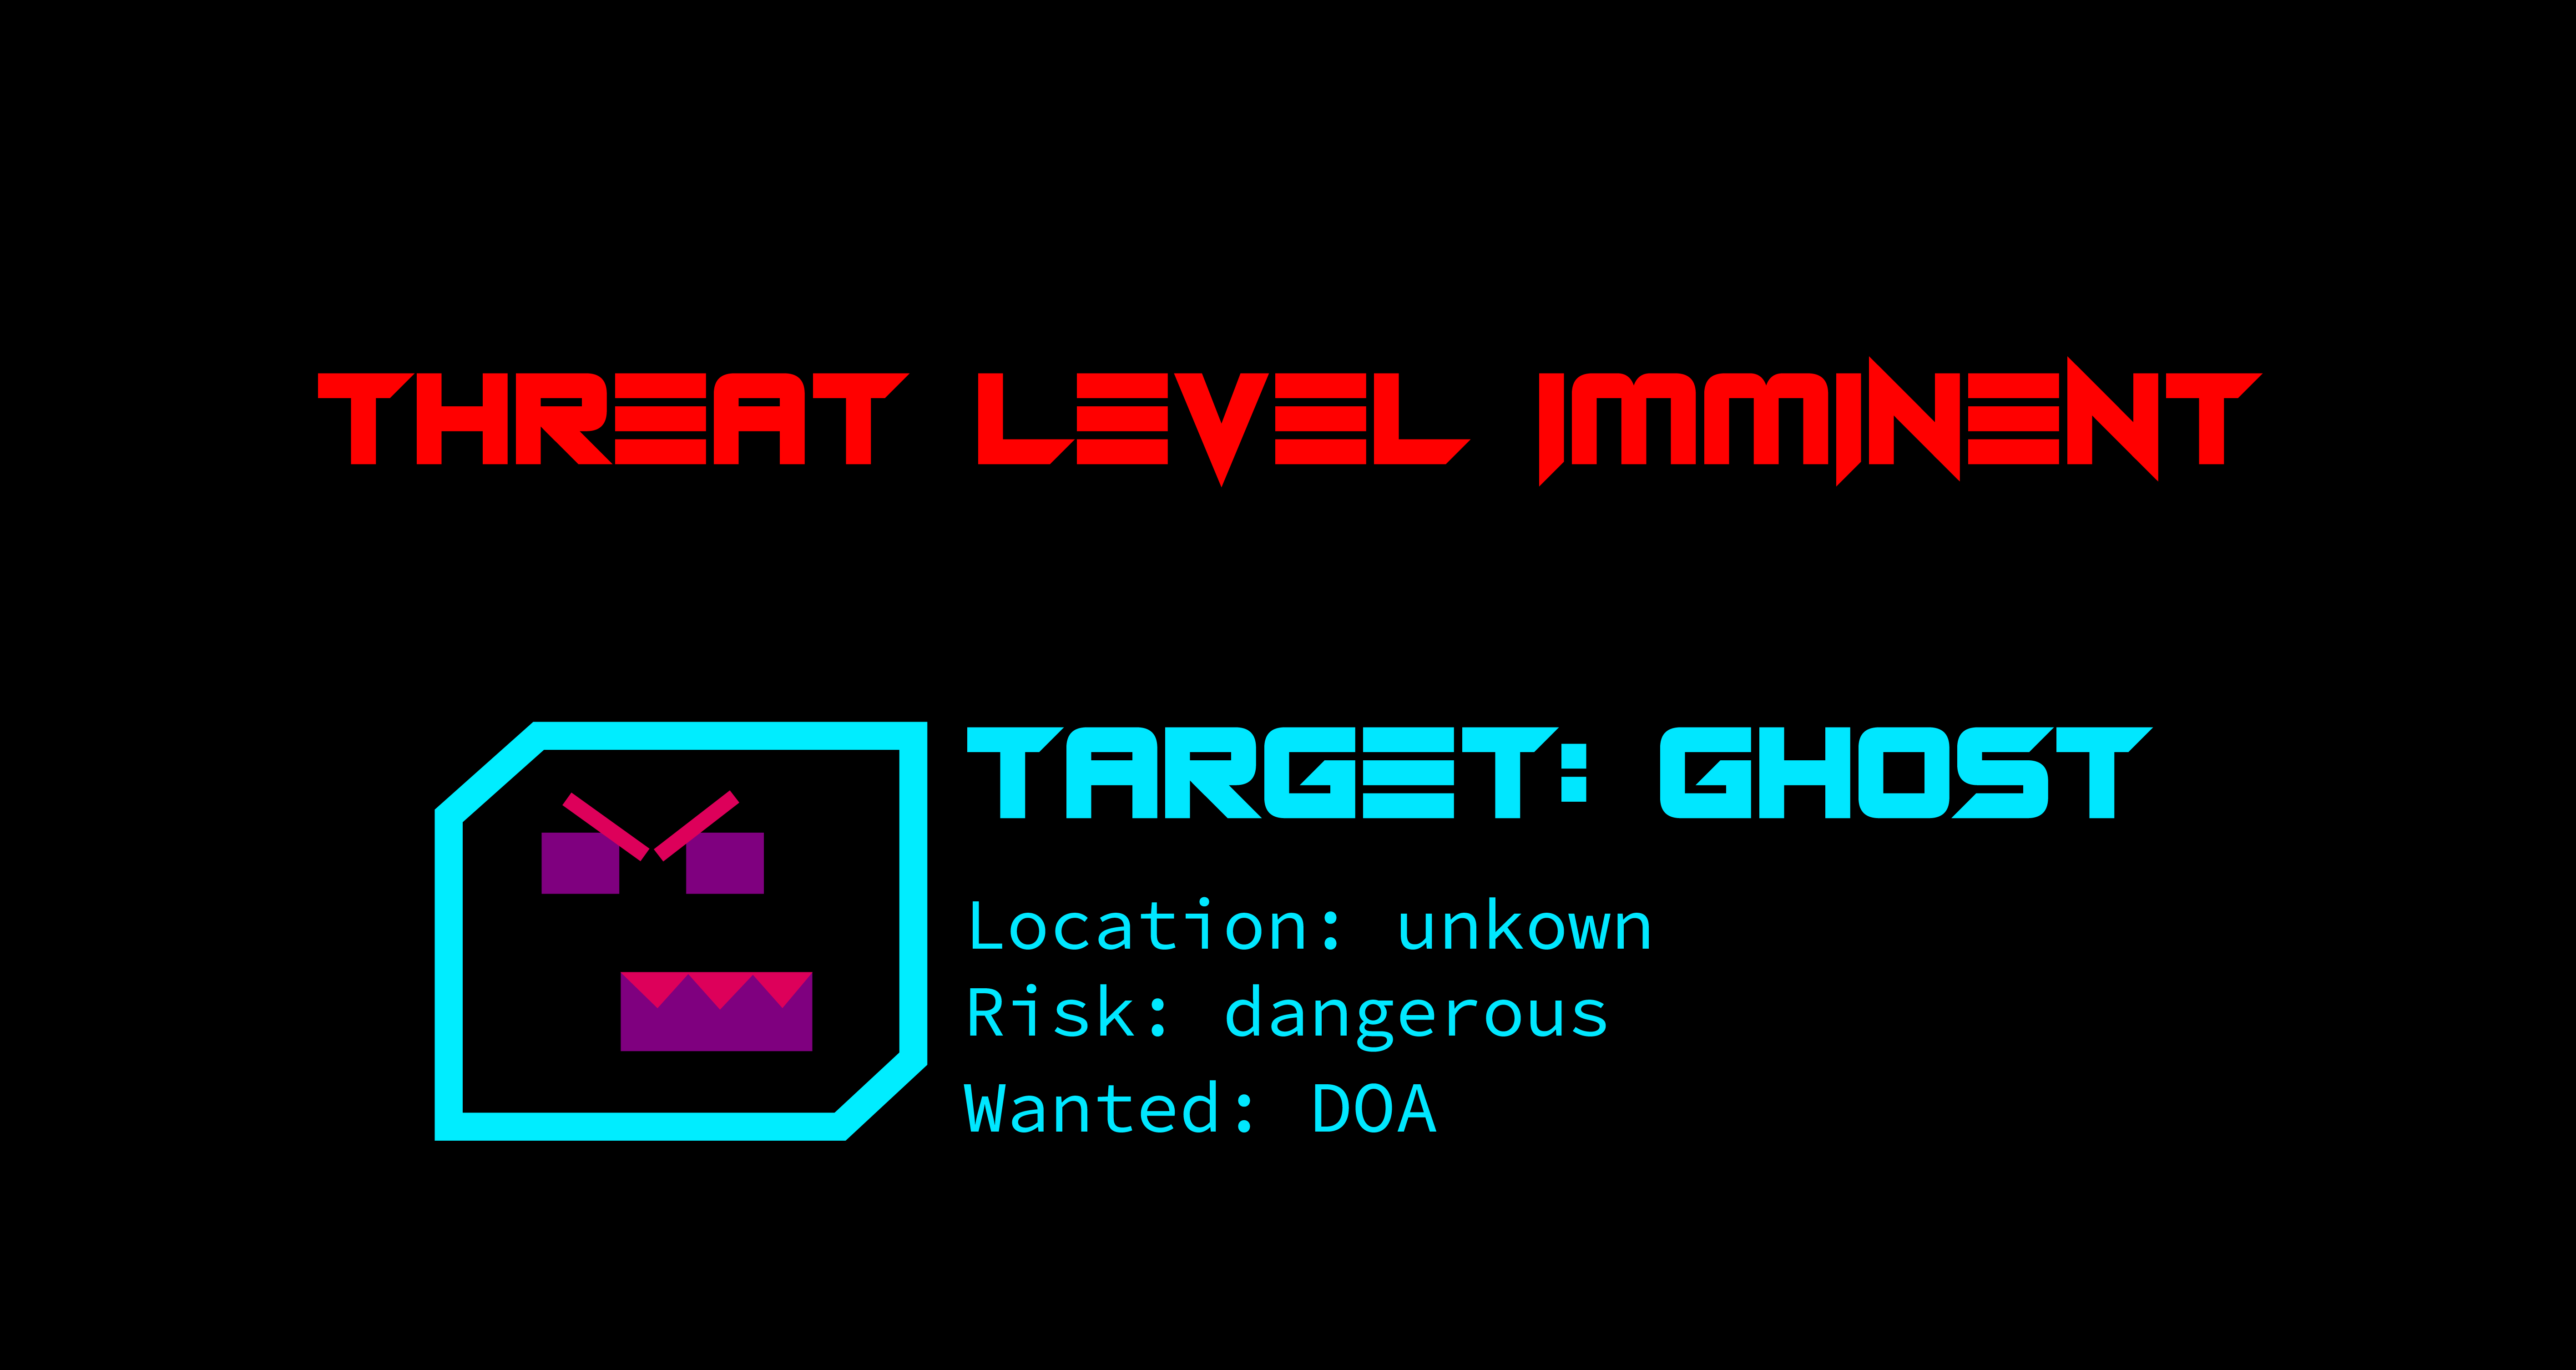 THREAT LEVEL IMMINENT
TARGET: GHOST
Location: unkown
Risk: dangerous
Wanted: DOA